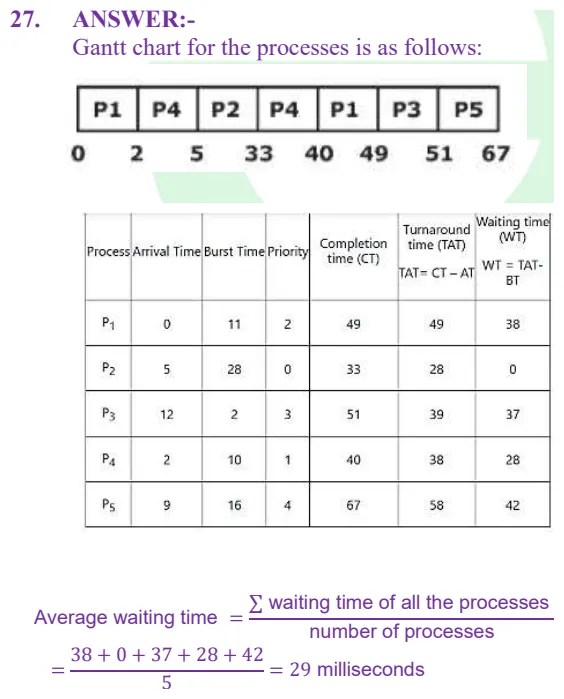 27. ANSWER:-
Gantt chart for the processes is as follows:
P1 P4 P2 P4 P1 P3 P5
0 2 5 33 40 49 51 67
Process Arrival Time Burst Time Priority Completion time (CT) Turnaround time (TAT) TAT= CT – AT Waiting time (WT) WT = TAT- BT
P1 0 11 2 49 49 38
P2 5 28 0 33 28 0
P3 12 2 3 51 39 37
P4 2 10 1 40 38 28
P5 9 16 4 67 58 42
Average waiting time = ∑ waiting time of all the processes / number of processes
= 38 + 0 + 37 + 28 + 42 / 5 = 29 milliseconds